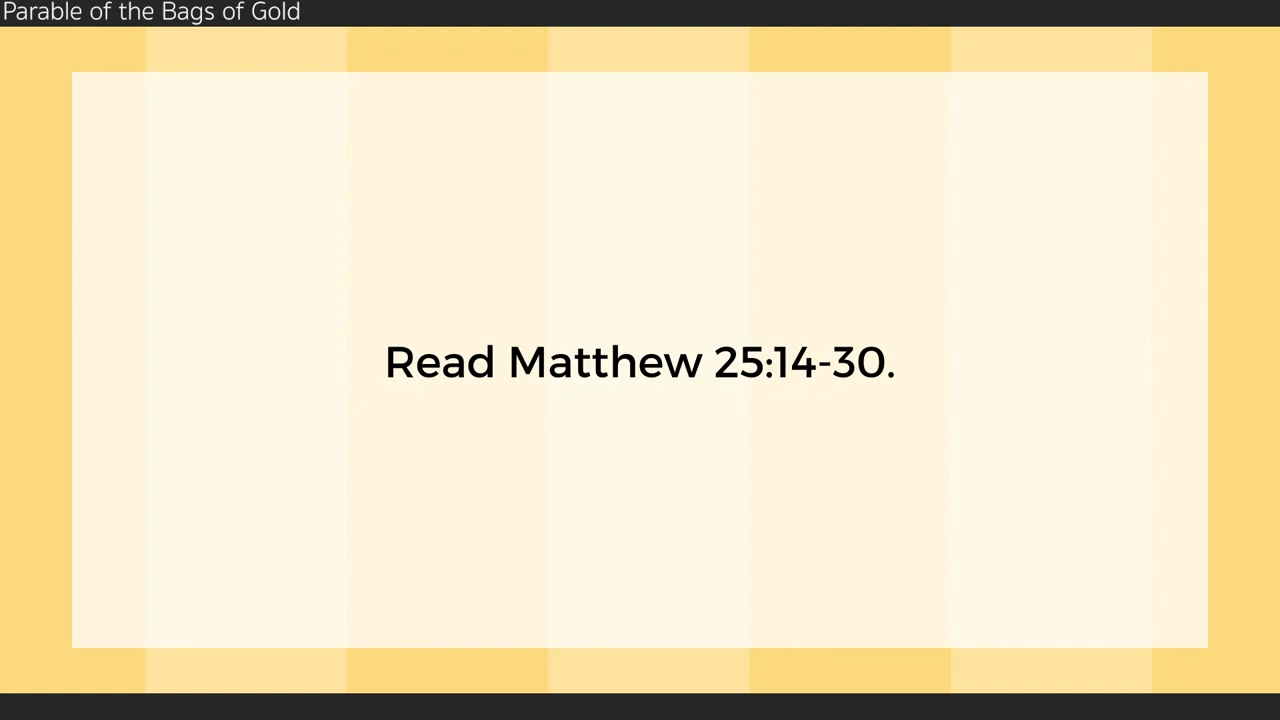 Parable of the Bags of Gold
Read Matthew 25:14-30.